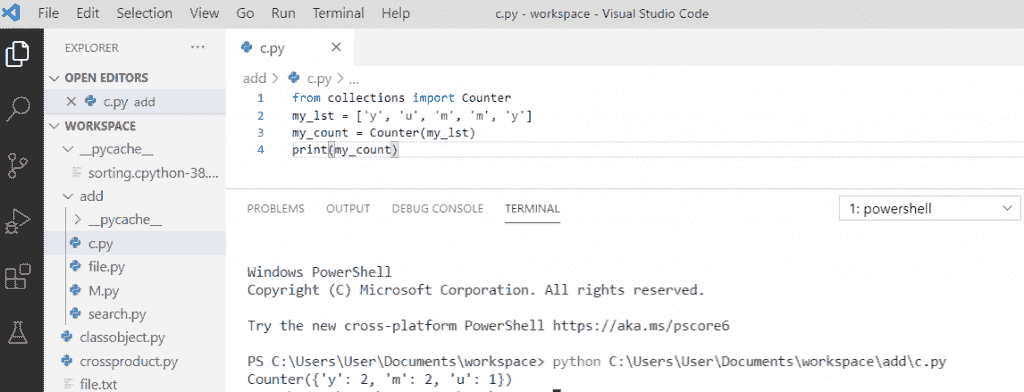 File Edit Selection View Go Run Terminal Help c.py - workspace - Visual Studio Code
EXPLORER ...
OPEN EDITORS
c.py add
WORKSPACE
__pycache__
sorting.cpython-38....
add
__pycache__
c.py
file.py
M.py
search.py
classobject.py
crossproduct.py
file.txt
c.py
add > c.py > ...
1 from collections import Counter
2 my_lst = ['y', 'u', 'm', 'm', 'y']
3 my_count = Counter(my_lst)
4 print(my_count)
PROBLEMS OUTPUT DEBUG CONSOLE TERMINAL 1: powershell
Windows PowerShell
Copyright (C) Microsoft Corporation. All rights reserved.
Try the new cross-platform PowerShell https://aka.ms/pscore6
PS C:\Users\User\Documents\workspace> python C:\Users\User\Documents\workspace\add\c.py
Counter({'y': 2, 'm': 2, 'u': 1})